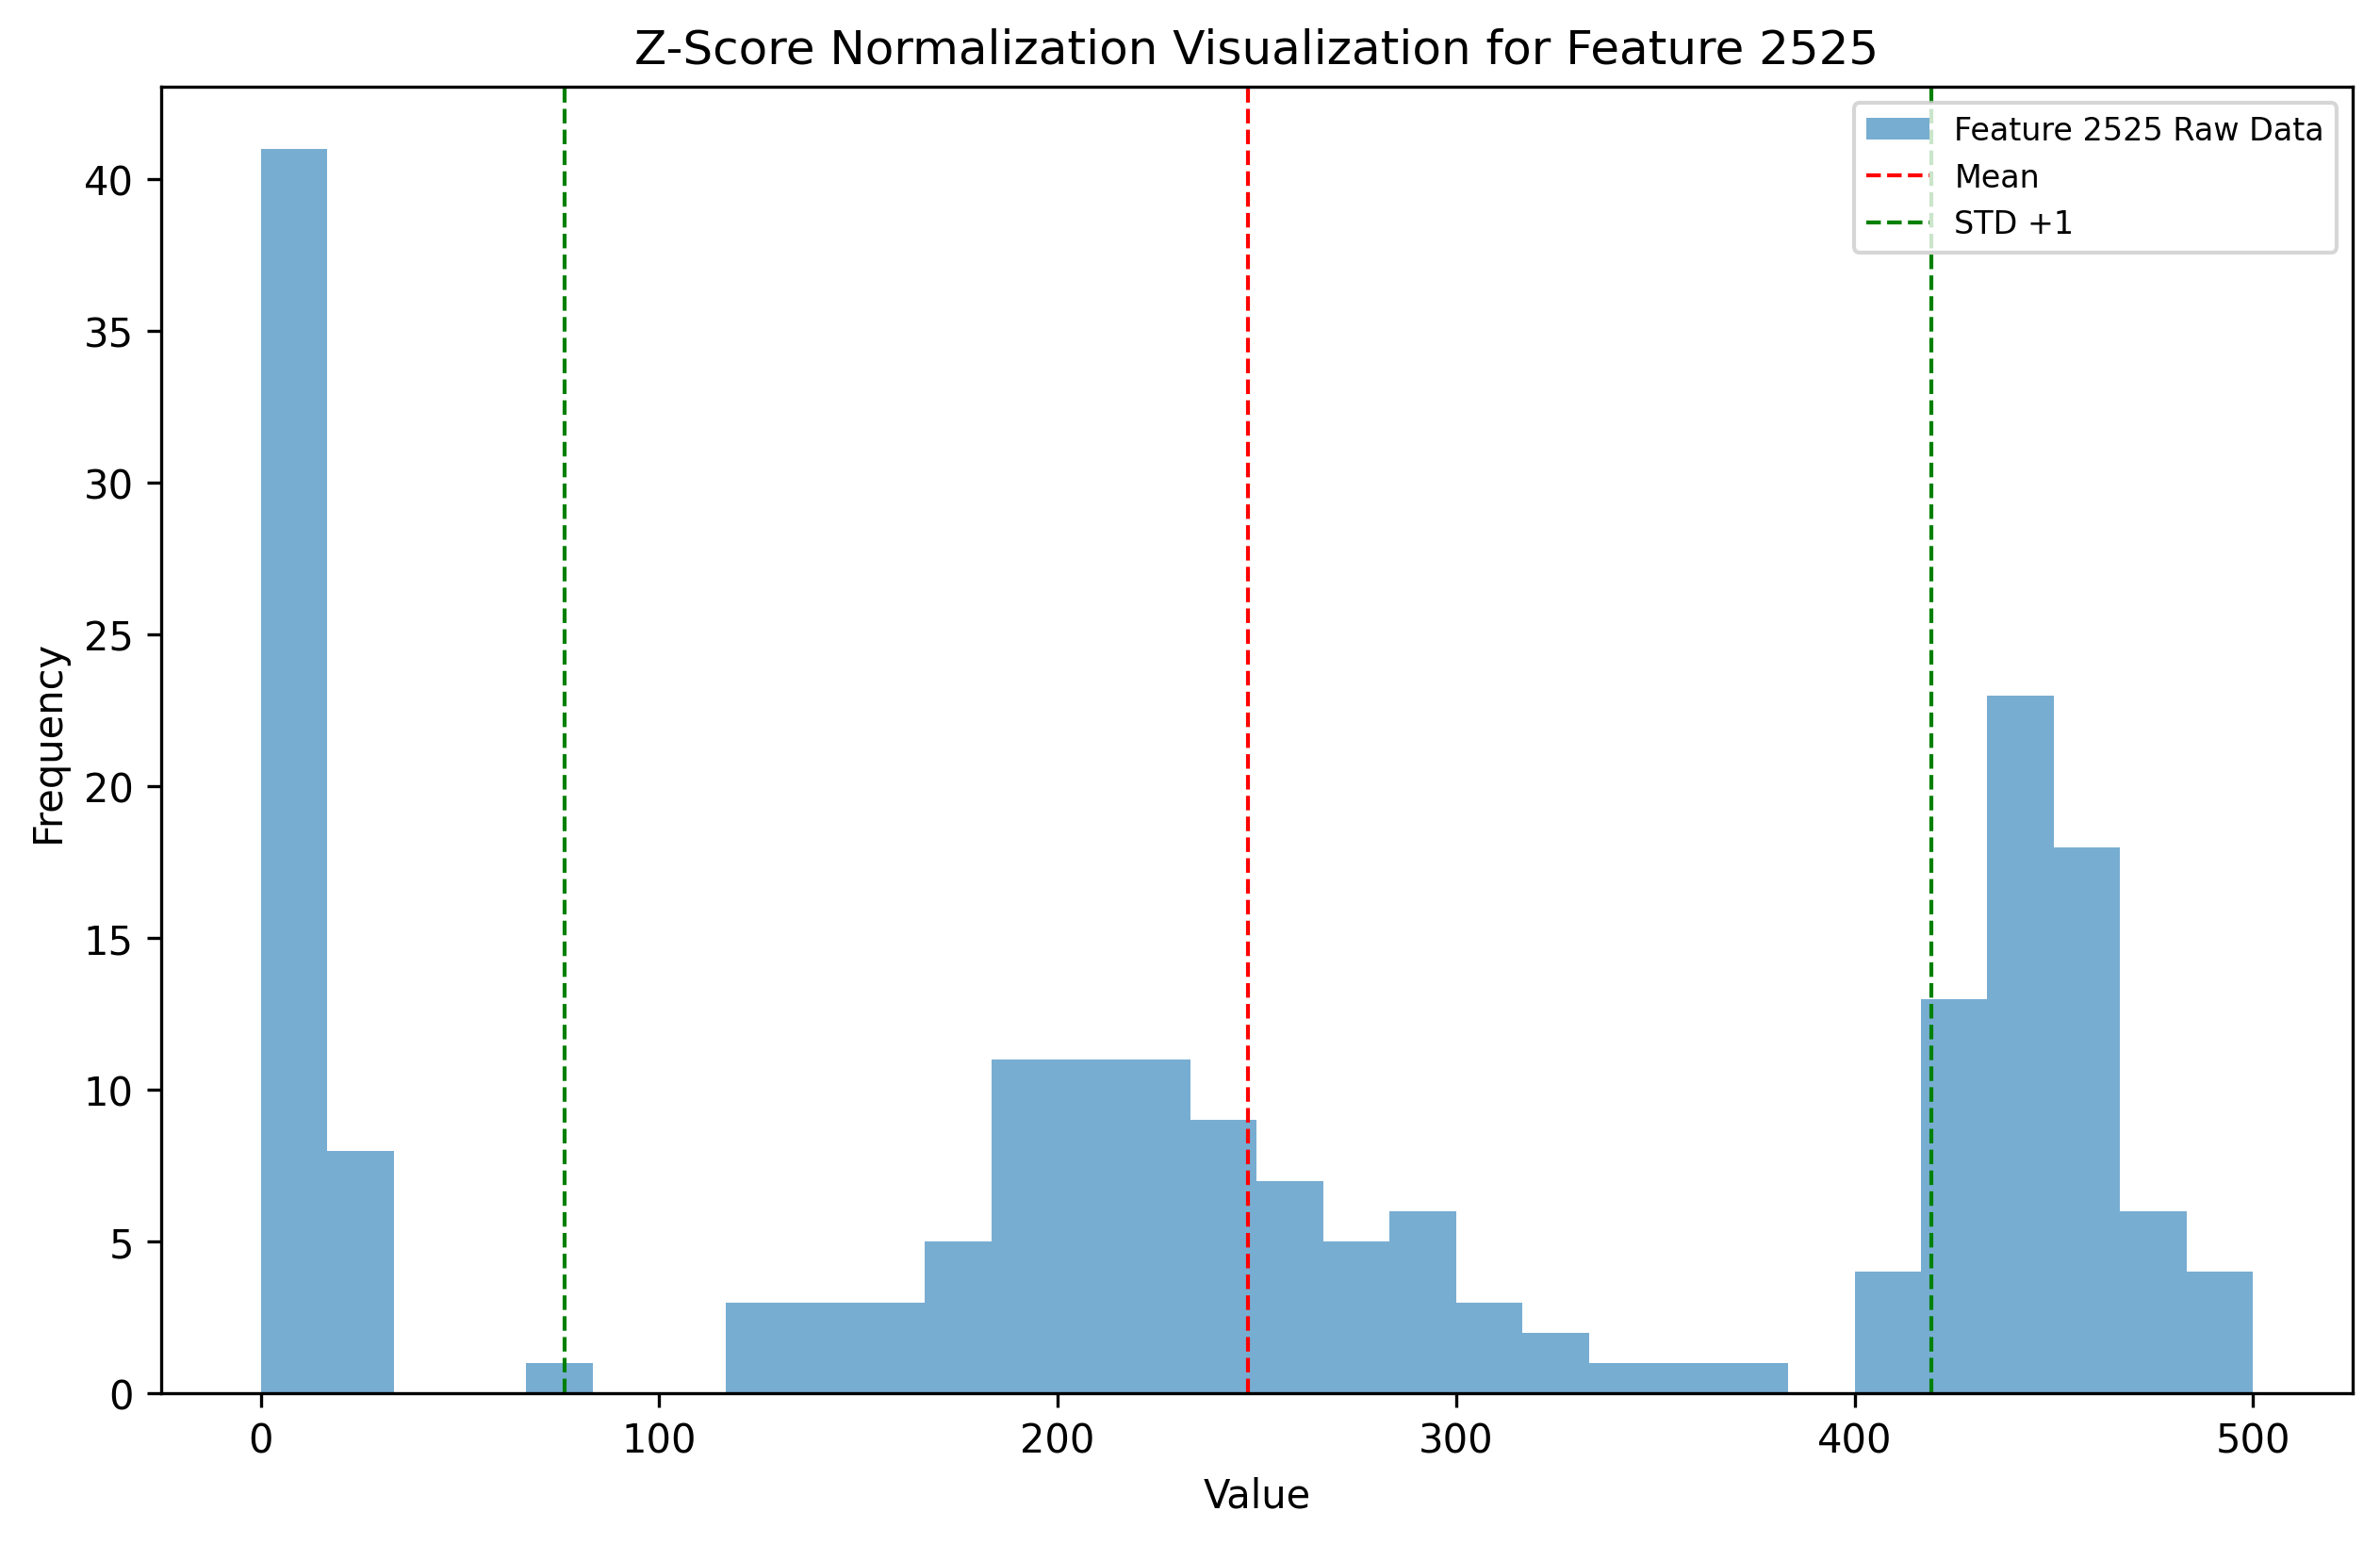 Z-Score Normalization Visualization for Feature 2525
Feature 2525 Raw Data
Mean
STD +1
40
35
30
25
20
15
10
5
0
Frequency
0 100 200 300 400 500
Value